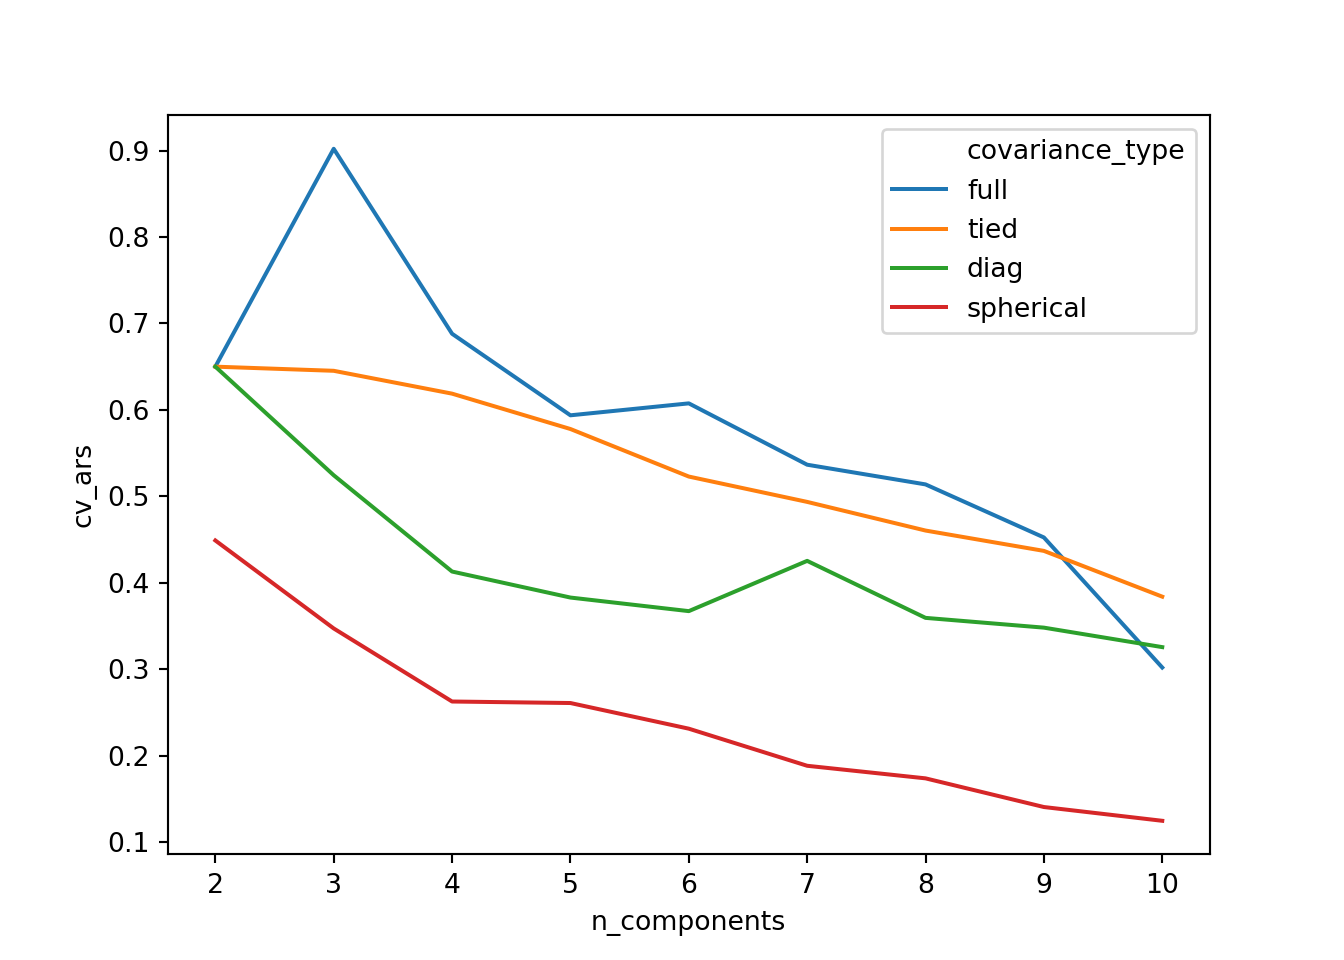 covariance_type
full
tied
diag
spherical
0.9
0.8
0.7
0.6
0.5
0.4
0.3
0.2
0.1
cv_ars
2 3 4 5 6 7 8 9 10
n_components